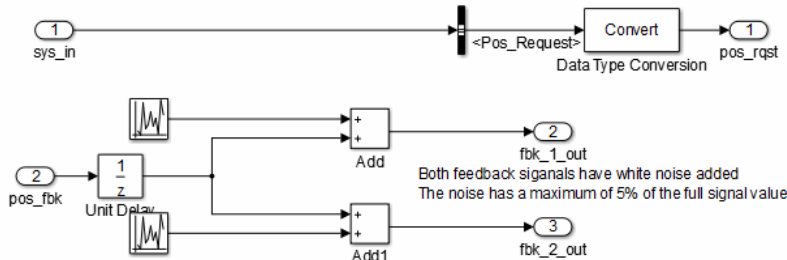 1
sys_in
<Pos_Request>
Convert
Data Type Conversion
1
pos_rqst
+
+
Add
2
fbk_1_out
Both feedback siganals have white noise added
The noise has a maximum of 5% of the full signal value
2
pos_fbk
1
z
Unit Delay
+
+
Add1
3
fbk_2_out